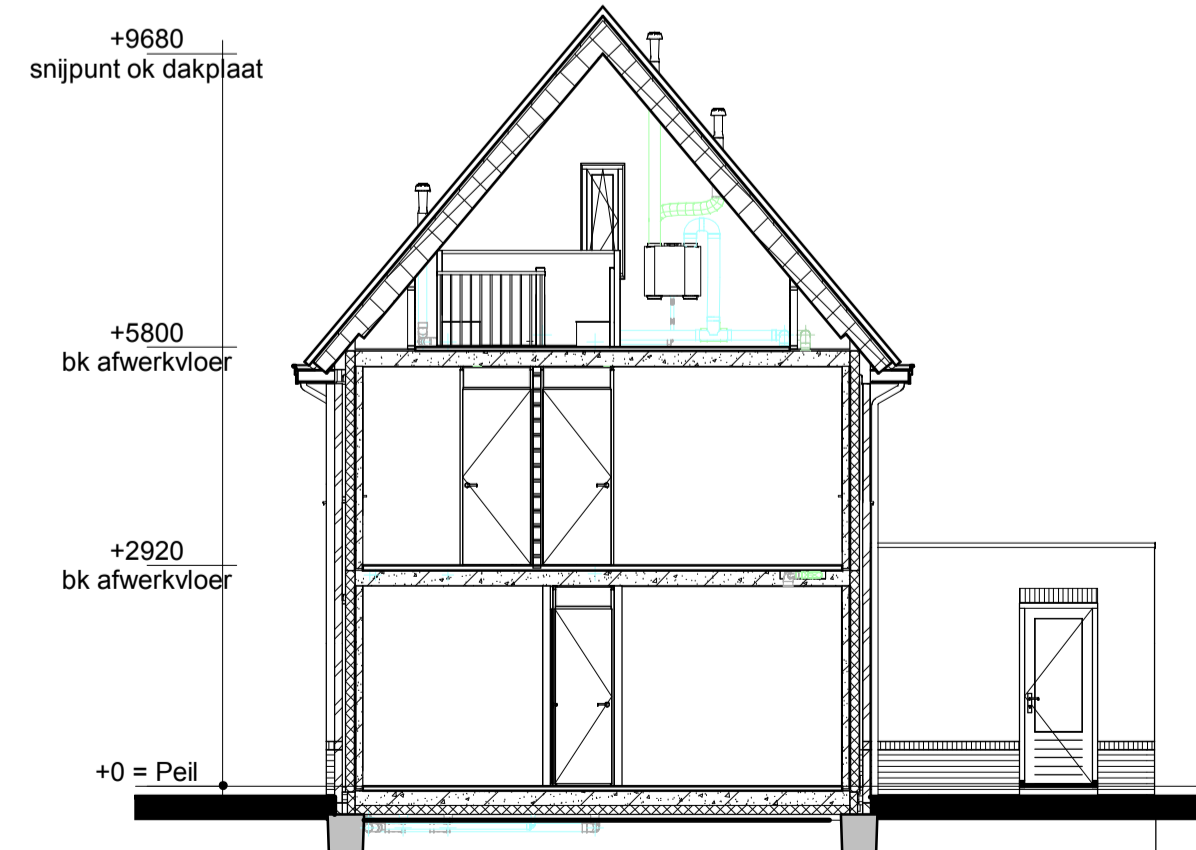 +9680
snijpunt ok dakplaat
+5800
bk afwerkvloer
+2920
bk afwerkvloer
+0 = Peil